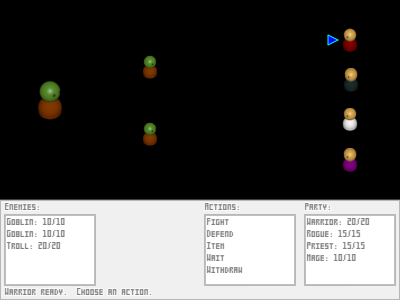 Enemies:
Goblin: 10/10
Goblin: 10/10
Troll: 20/20
Actions:
Fight
Defend
Item
Wait
Withdraw
Party:
Warrior: 20/20
Rogue: 15/15
Priest: 15/15
Mage: 10/10
Warrior ready. Choose an action.